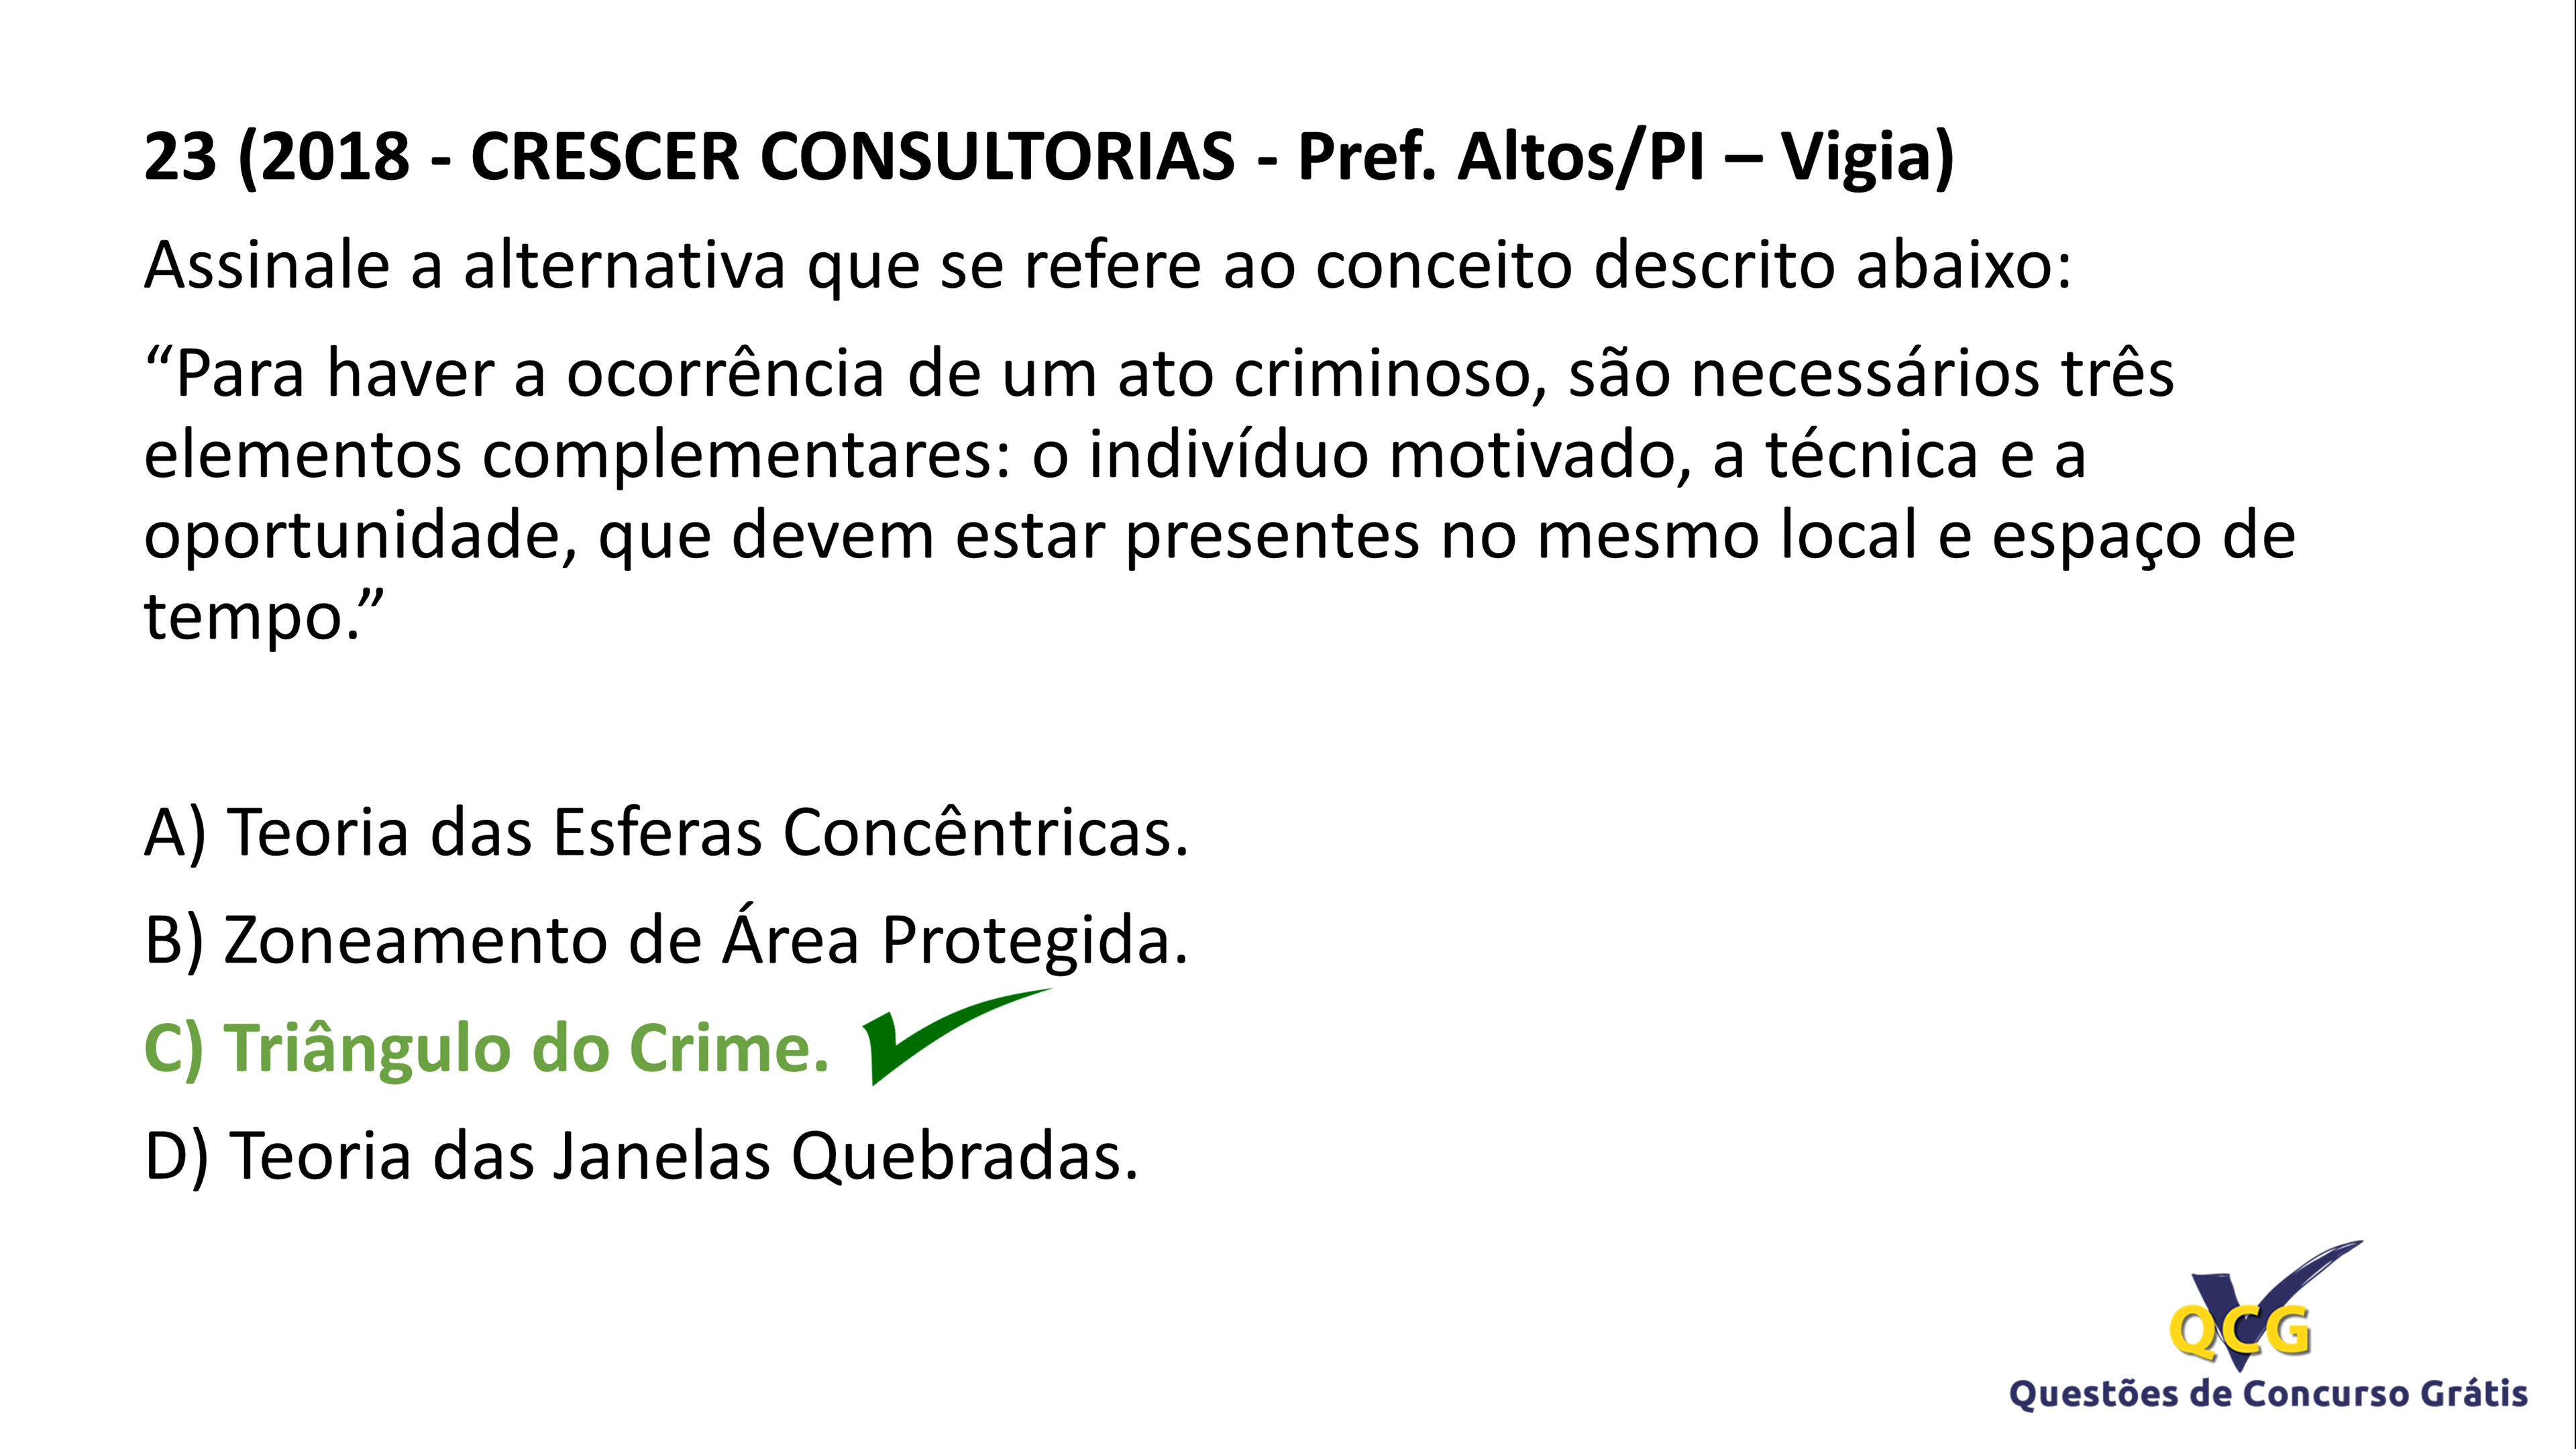 23 (2018 - CRESCER CONSULTORIAS - Pref. Altos/PI – Vigia)
Assinale a alternativa que se refere ao conceito descrito abaixo:
“Para haver a ocorrência de um ato criminoso, são necessários três
elementos complementares: o indivíduo motivado, a técnica e a
oportunidade, que devem estar presentes no mesmo local e espaço de
tempo.”
A) Teoria das Esferas Concêntricas.
B) Zoneamento de Área Protegida.
C) Triângulo do Crime.
D) Teoria das Janelas Quebradas.
QCG
Questões de Concurso Grátis